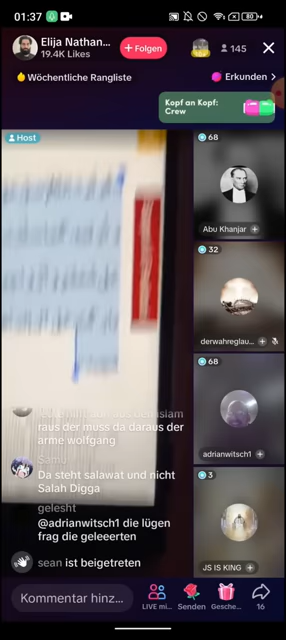 01:37
80
Elija Nathan...
19.4K Likes
+ Folgen
145
Wöchentliche Rangliste
Erkunden
Kopf an Kopf:
Crew
Host
68
Abu Khanjar
32
derwahreglau...
68
adrianwitsch1
3
JS IS KING
raus der muss da daraus der
arme wolfgang
Samu
Da steht salawat und nicht
Salah Digga
gelesht
@adrianwitsch1 die lügen
frag die geleeerten
sean ist beigetreten
Kommentar hinz...
LIVE mi...
Senden
Gesche...
16